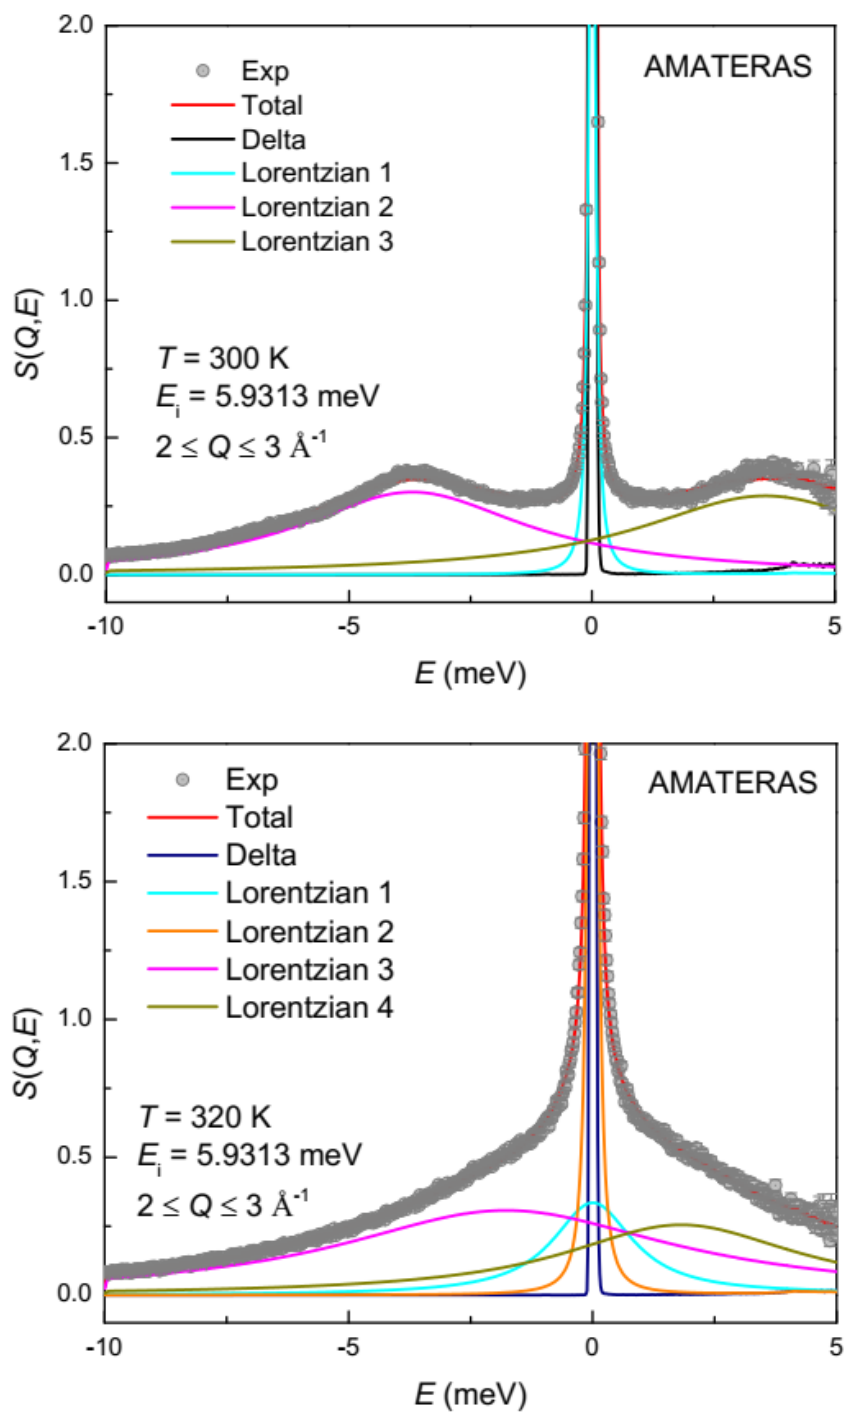 2.0
AMATERAS
Exp
Total
Delta
1.5
Lorentzian 1
Lorentzian 2
Lorentzian 3
S(Q,E)
1.0
T = 300 K
Ei = 5.9313 meV
2 ≤ Q ≤ 3 Å-1
0.5
0.0
-10 -5 0 5
E (meV)
2.0
AMATERAS
Exp
Total
Delta
1.5
Lorentzian 1
Lorentzian 2
Lorentzian 3
Lorentzian 4
S(Q,E)
1.0
T = 320 K
Ei = 5.9313 meV
2 ≤ Q ≤ 3 Å-1
0.5
0.0
-10 -5 0 5
E (meV)